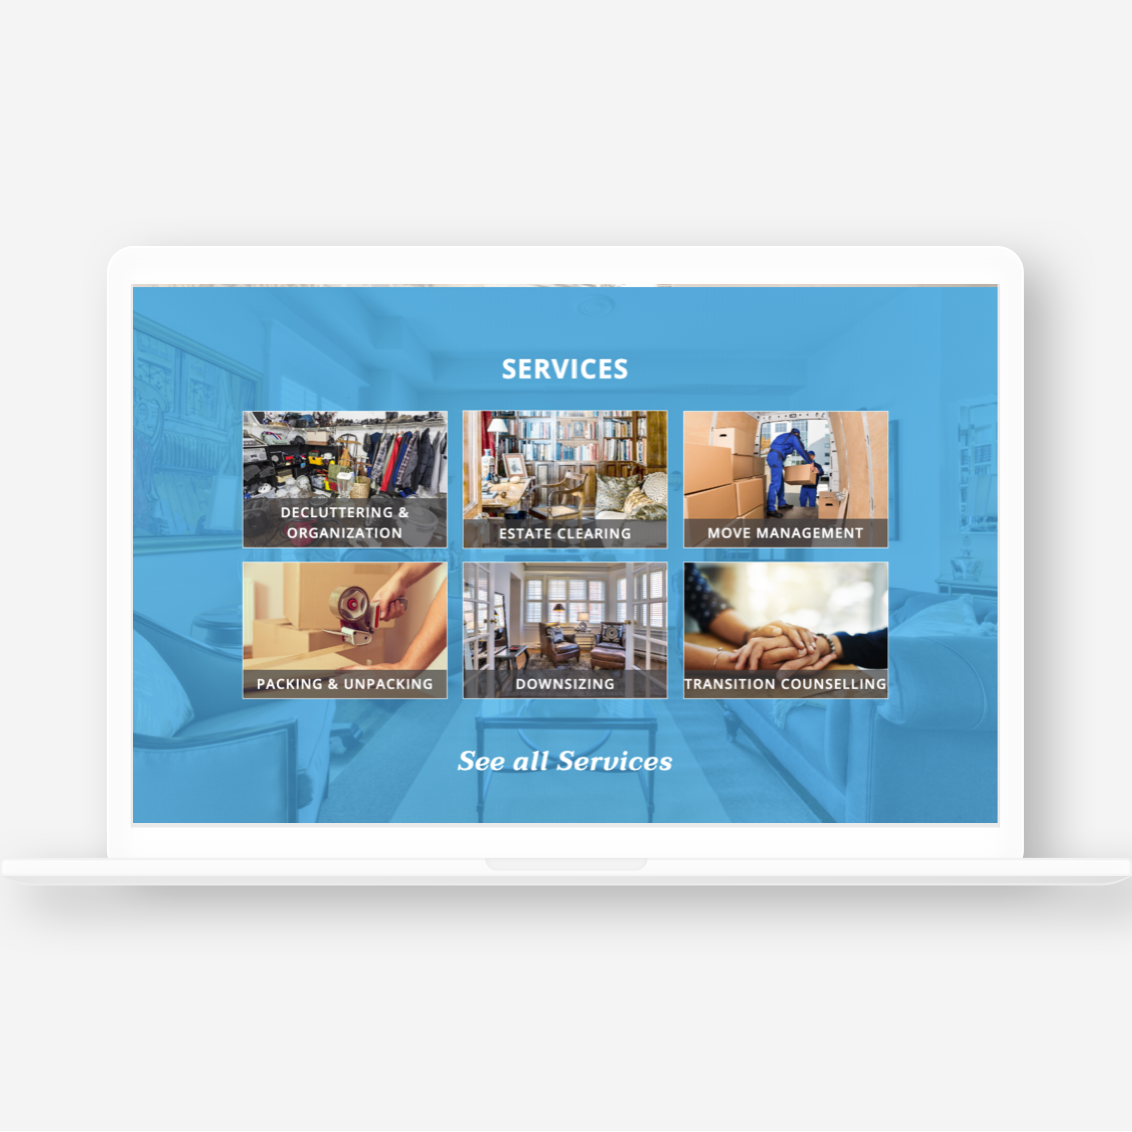 SERVICES
DECLUTTERING &
ORGANIZATION
ESTATE CLEARING
MOVE MANAGEMENT
PACKING & UNPACKING
DOWNSIZING
TRANSITION COUNSELLING
See all Services